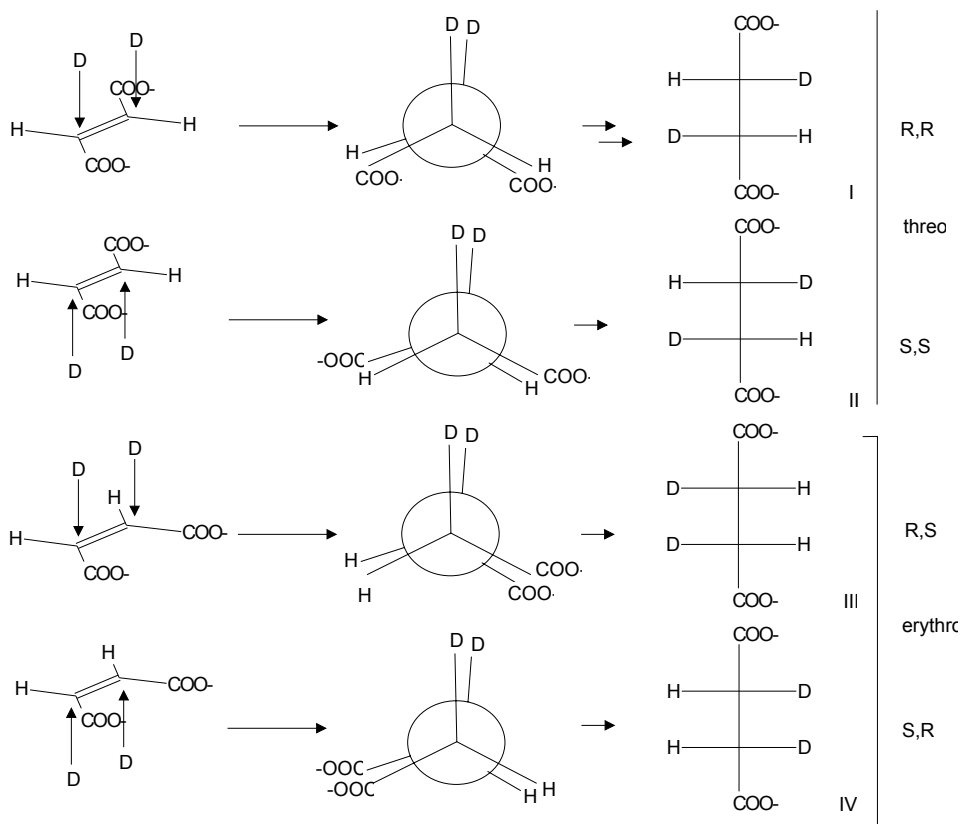 D D D D COO-
COO- H D
H H
COO- D H
H H COO- R,R
COO. COO. I
COO-
threo
D D COO-
H H H D
COO- D H
-OOC COO. S,S
D D H H COO-
II
D D COO-
D H D H
COO- D H R,S
H COO-
COO- H COO. COO-
H COO. III
erythro
COO-
H D D
H COO- H D
COO- H D S,R
D D -OOC H
-OOC H COO- IV